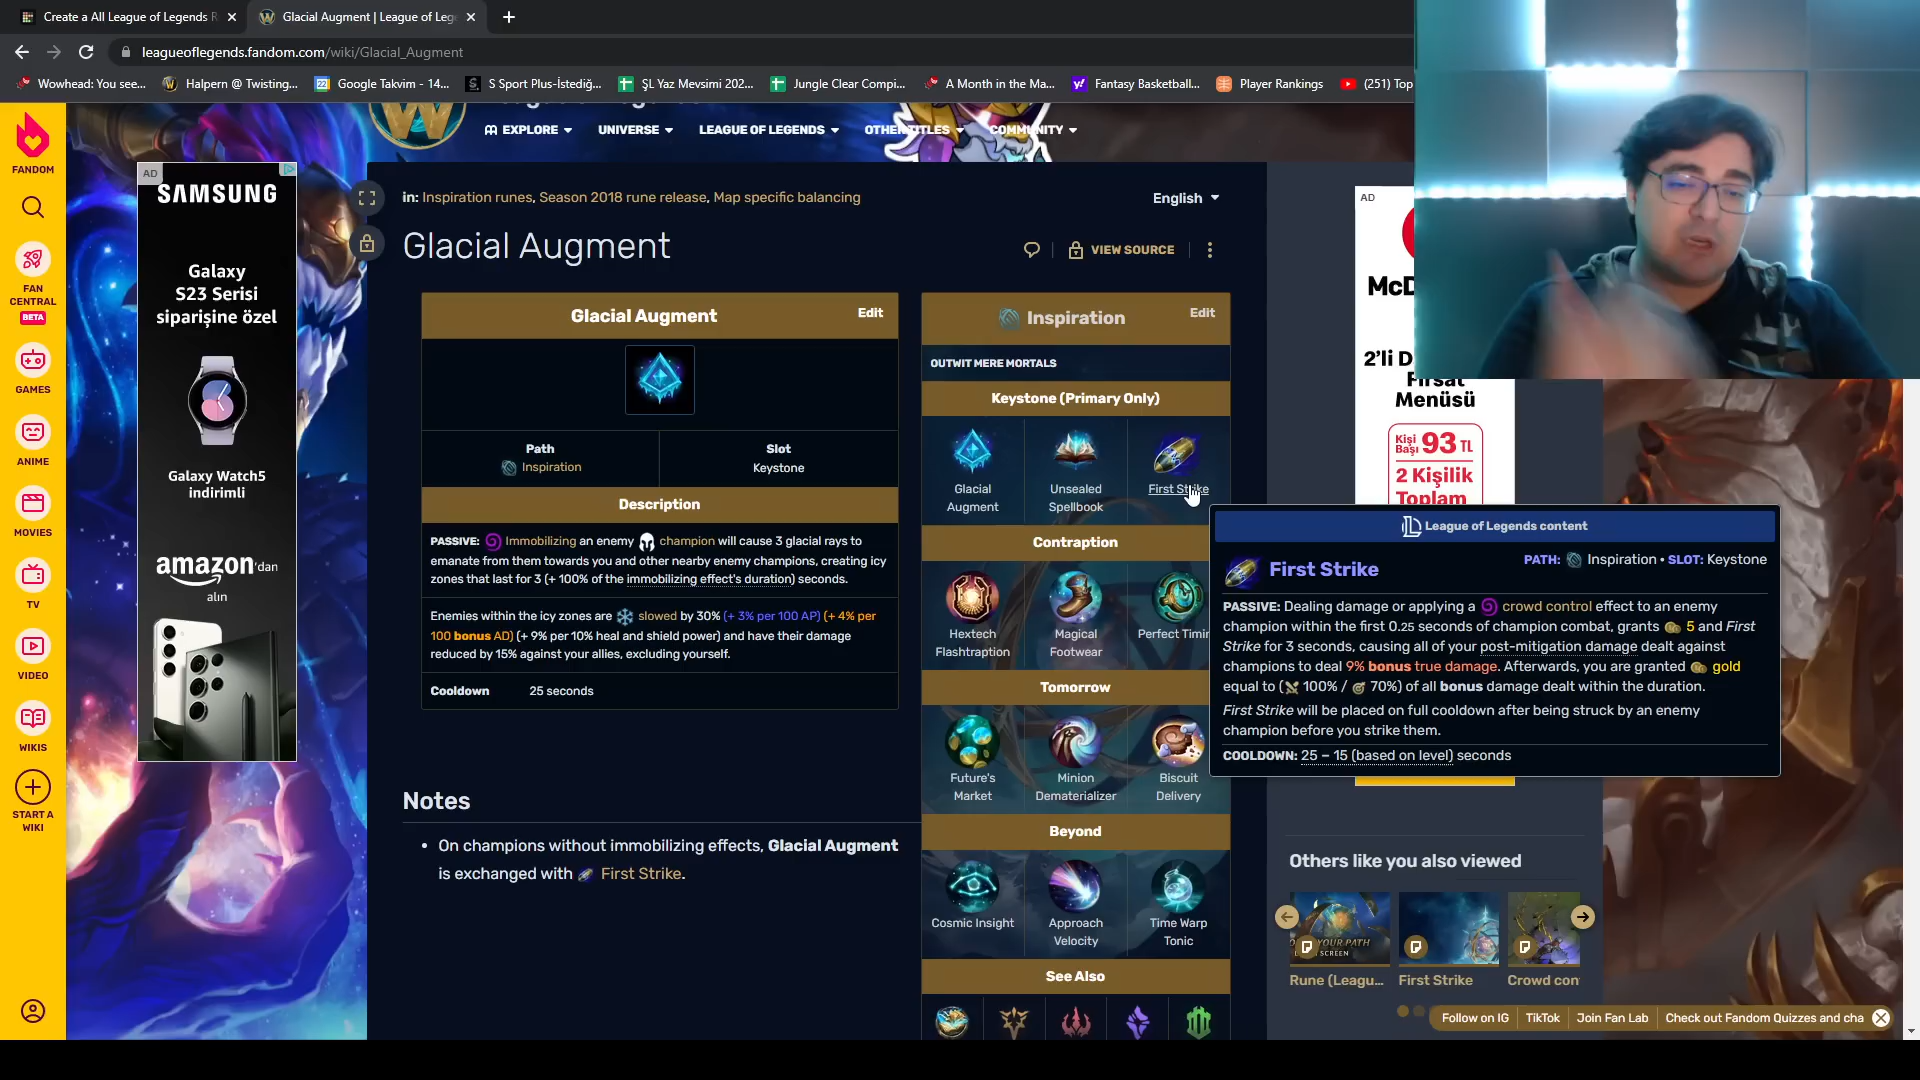 Create a All League of Legends R
Glacial Augment | League of Leg
leagueoflegends.fandom.com/wiki/Glacial_Augment
Wowhead: You see...
Halpern @ Twisting...
Google Takvim - 14...
S Sport Plus-İstediğ...
ŞL Yaz Mevsimi 202...
Jungle Clear Compi...
A Month in the Ma...
Fantasy Basketball...
Player Rankings
(251) Top
EXPLORE
UNIVERSE
LEAGUE OF LEGENDS
OTHER TITLES
COMMUNITY
FANDOM
FAN CENTRAL
BETA
GAMES
ANIME
MOVIES
TV
VIDEO
WIKIS
START A WIKI
AD
SAMSUNG
Galaxy
S23 Serisi
siparişine özel
Galaxy Watch5
indirimli
amazon'dan
alın
in: Inspiration runes, Season 2018 rune release, Map specific balancing
English
Glacial Augment
VIEW SOURCE
Glacial Augment
Edit
Path
Inspiration
Slot
Keystone
Description
PASSIVE: Immobilizing an enemy champion will cause 3 glacial rays to
emanate from them towards you and other nearby enemy champions, creating icy
zones that last for 3 (+ 100% of the immobilizing effect's duration) seconds.
Enemies within the icy zones are slowed by 30% (+ 3% per 100 AP) (+ 4% per
100 bonus AD) (+ 9% per 10% heal and shield power) and have their damage
reduced by 15% against your allies, excluding yourself.
Cooldown 25 seconds
Notes
• On champions without immobilizing effects, Glacial Augment
is exchanged with First Strike.
Inspiration
Edit
OUTWIT MERE MORTALS
Keystone (Primary Only)
Glacial Augment
Unsealed Spellbook
First Strike
Contraption
Hextech Flashtraption
Magical Footwear
Perfect Timin
Tomorrow
Future's Market
Minion Dematerializer
Biscuit Delivery
Beyond
Cosmic Insight
Approach Velocity
Time Warp Tonic
See Also
League of Legends content
First Strike
PATH: Inspiration • SLOT: Keystone
PASSIVE: Dealing damage or applying a crowd control effect to an enemy
champion within the first 0.25 seconds of champion combat, grants 5 and First
Strike for 3 seconds, causing all of your post-mitigation damage dealt against
champions to deal 9% bonus true damage. Afterwards, you are granted gold
equal to (100% / 70%) of all bonus damage dealt within the duration.
First Strike will be placed on full cooldown after being struck by an enemy
champion before you strike them.
COOLDOWN: 25 – 15 (based on level) seconds
AD
McD
2'li D
Fırsat
Menüsü
Kişi Başı 93 TL
2 Kişilik
Toplam
Others like you also viewed
Rune (Leagu...
First Strike
Crowd con
Follow on IG
TikTok
Join Fan Lab
Check out Fandom Quizzes and cha